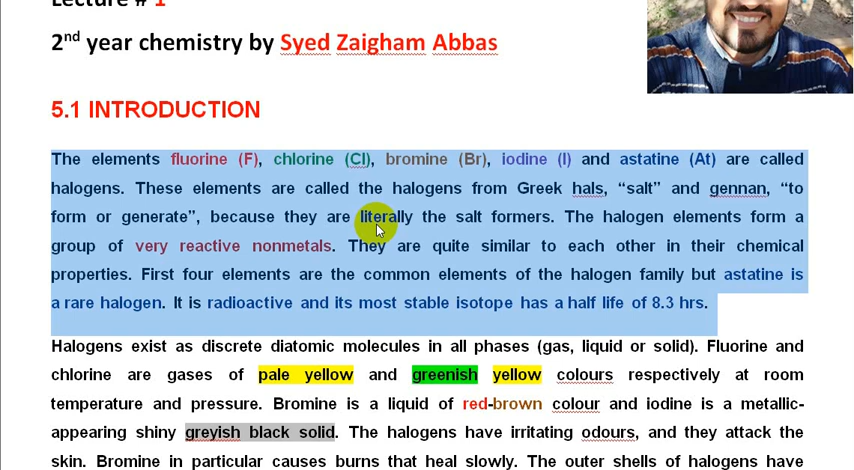 Lecture # 1
2nd year chemistry by Syed Zaigham Abbas
5.1 INTRODUCTION
The elements fluorine (F), chlorine (Cl), bromine (Br), iodine (I) and astatine (At) are called
halogens. These elements are called the halogens from Greek hals, “salt” and gennan, “to
form or generate”, because they are literally the salt formers. The halogen elements form a
group of very reactive nonmetals. They are quite similar to each other in their chemical
properties. First four elements are the common elements of the halogen family but astatine is
a rare halogen. It is radioactive and its most stable isotope has a half life of 8.3 hrs.
Halogens exist as discrete diatomic molecules in all phases (gas, liquid or solid). Fluorine and
chlorine are gases of pale yellow and greenish yellow colours respectively at room
temperature and pressure. Bromine is a liquid of red-brown colour and iodine is a metallic-
appearing shiny greyish black solid. The halogens have irritating odours, and they attack the
skin. Bromine in particular causes burns that heal slowly. The outer shells of halogens have